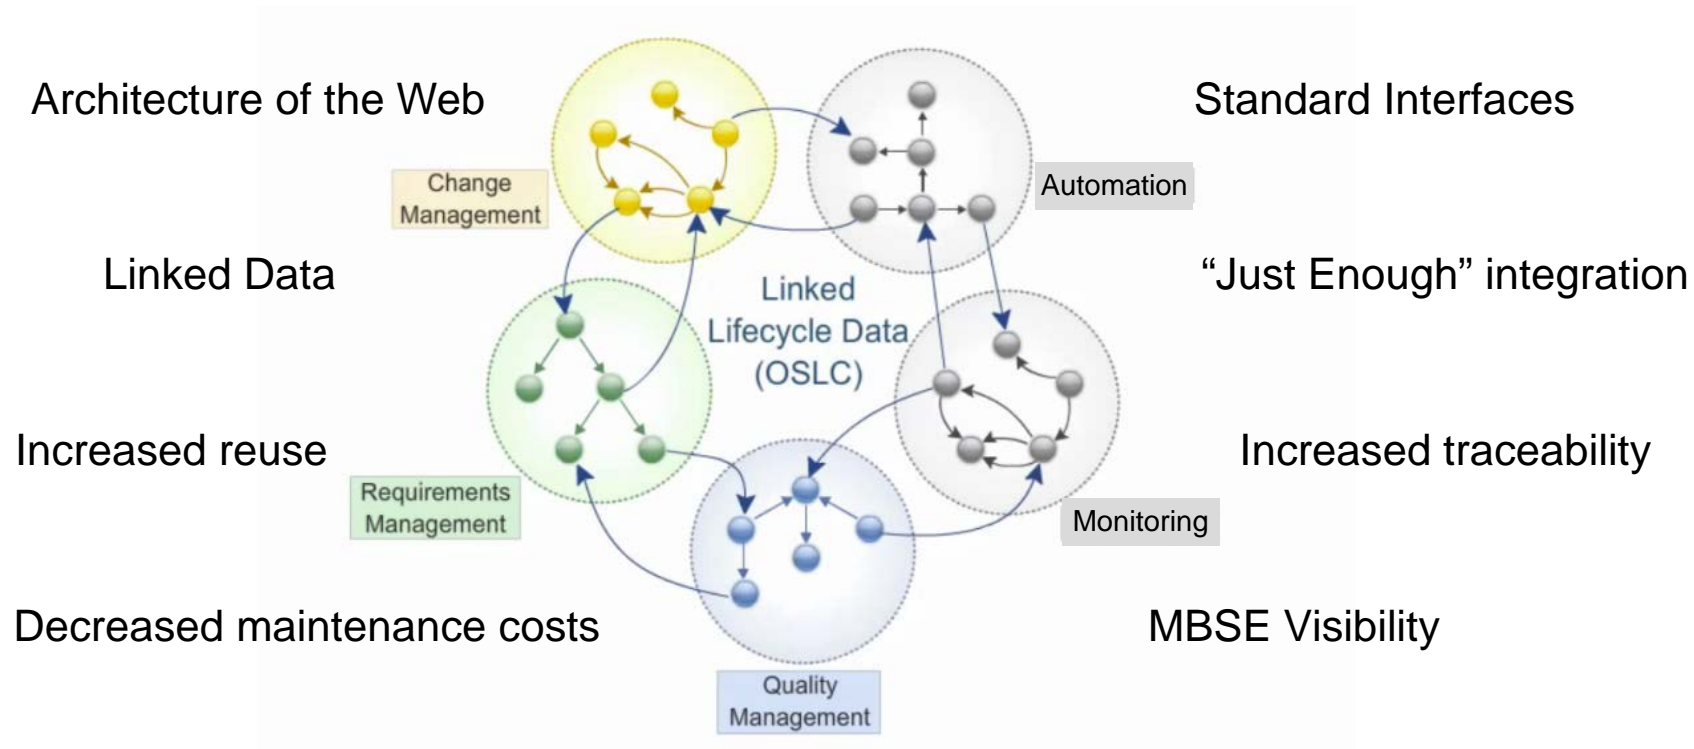 Architecture of the Web
Standard Interfaces
Change
Management
Automation
Linked Data
“Just Enough” integration
Linked
Lifecycle Data
(OSLC)
Increased reuse
Increased traceability
Requirements
Management
Monitoring
Decreased maintenance costs
MBSE Visibility
Quality
Management